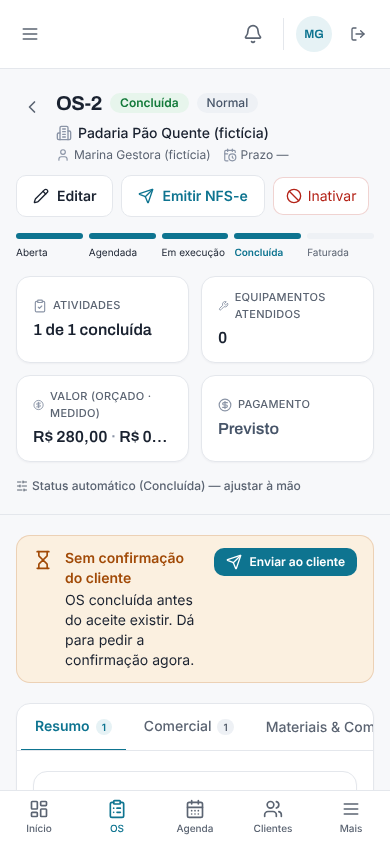 MG
OS-2 Concluída Normal
Padaria Pão Quente (fictícia)
Marina Gestora (fictícia) Prazo —
Editar Emitir NFS-e Inativar
Aberta Agendada Em execução Concluída Faturada
ATIVIDADES
1 de 1 concluída
EQUIPAMENTOS
ATENDIDOS
0
VALOR (ORÇADO ·
MEDIDO)
R$ 280,00 · R$ 0…
PAGAMENTO
Previsto
Status automático (Concluída) — ajustar à mão
Sem confirmação
do cliente
Enviar ao cliente
OS concluída antes
do aceite existir. Dá
para pedir a
confirmação agora.
Resumo 1 Comercial 1 Materiais & Com
Início OS Agenda Clientes Mais